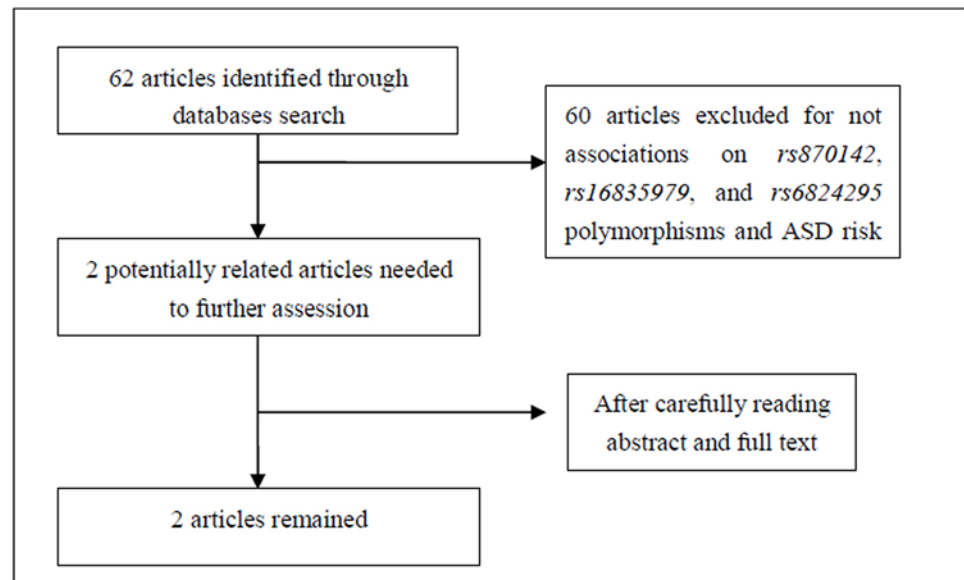 62 articles identified through
databases search
60 articles excluded for not
associations on rs870142,
rs16835979, and rs6824295
polymorphisms and ASD risk
2 potentially related articles needed
to further assession
After carefully reading
abstract and full text
2 articles remained